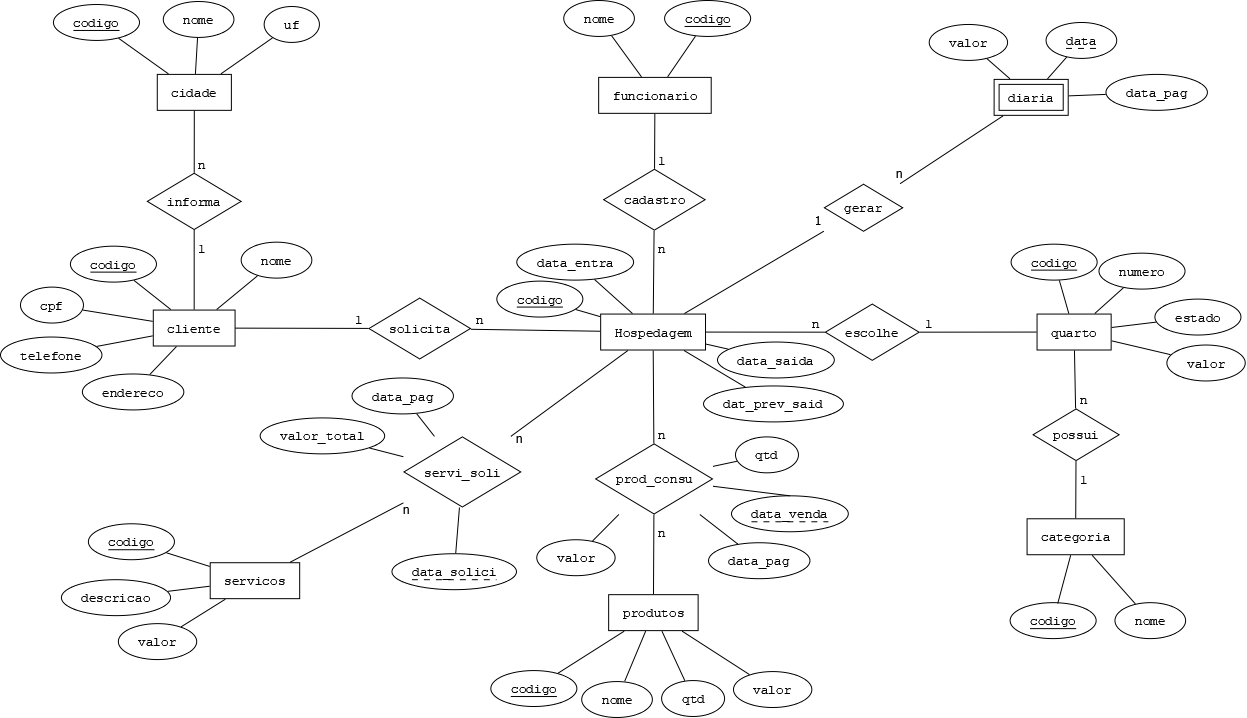 codigo
nome
uf
nome
codigo
valor
data
data_pag
cidade
funcionario
diaria
n
1
n
informa
cadastro
gerar
1
1
n
codigo
nome
data_entra
codigo
numero
cpf
codigo
estado
cliente
1
solicita
n
Hospedagem
n
escolhe
1
quarto
telefone
data_saida
valor
endereco
data_pag
dat_prev_said
n
valor_total
n
n
possui
servi_soli
prod_consu
qtd
1
n
data_venda
codigo
n
categoria
valor
data_pag
data_solici
servicos
descricao
produtos
codigo
nome
valor
codigo
nome
qtd
valor